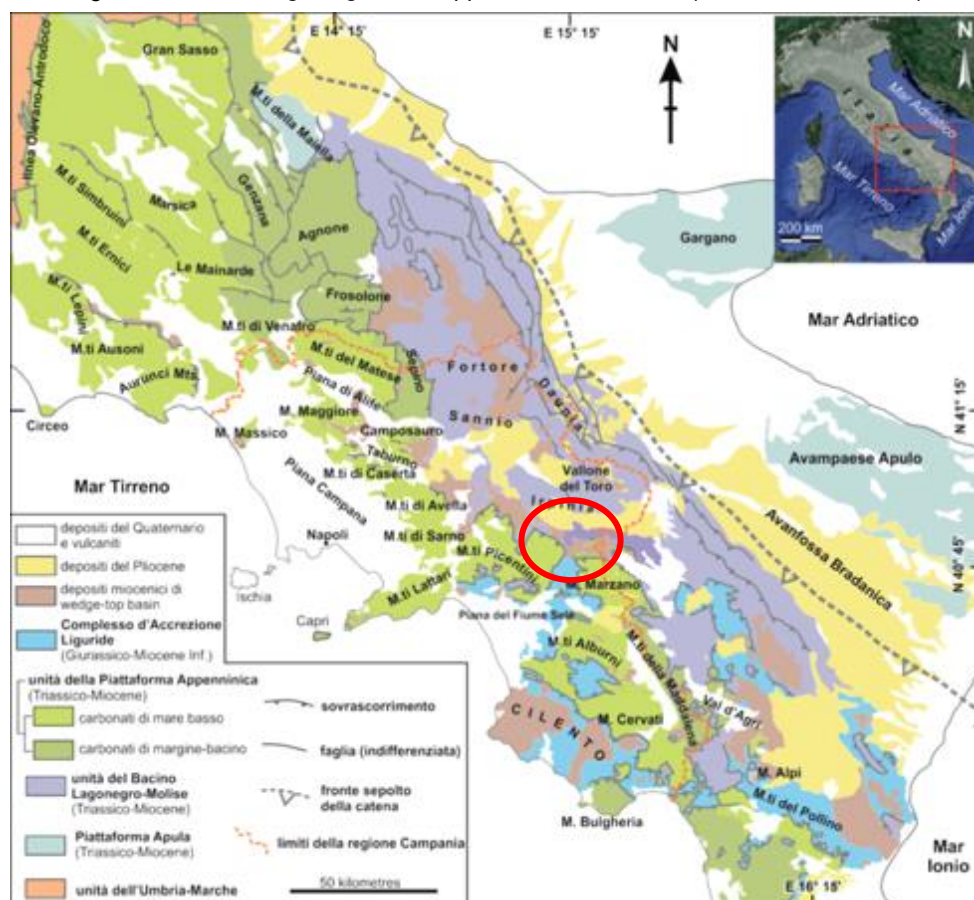 E 14° 15'
E 15° 15'
N
Gran Sasso
linea Olevano-Antrodoco
M.ti della Maiella
M.ti Simbruini
Marsica
Genzana
M.ti Ernici
Agnone
Le Mainarde
Frosolone
M.ti Lepini
M.ti di Venafro
M.ti Ausoni
Aurunci Mts.
M.ti del Matese
Sepino
Fortore
Daunia
Piana di Alife
Circeo
M. Massico
M. Maggiore
Camposauro
Sannio
Taburno
M.ti di Caserta
Piana Campana
Vallone
del Toro
Irpinia
Mar Tirreno
M.ti di Avella
Napoli
M.ti di Sarno
M.ti Picentini
M. Marzano
Ischia
M.ti Lattari
Capri
Piana del Fiume Sele
M.ti Alburni
M.ti della Maddalena
CILENTO
M. Cervati
Val d'Agri
M. Alpi
M. Bulgheria
M.ti del Pollino
Mar
Ionio
E 16° 15'
Gargano
Mar Adriatico
Avampaese Apulo
Avanfossa Bradanica
N 41° 15'
N 40° 45'
Italia
Mar Adriatico
Mar Tirreno
Mar Ionio
200 km
N
depositi del Quaternario
e vulcaniti
depositi del Pliocene
depositi miocenici di
wedge-top basin
Complesso d'Accrezione
Liguride
(Giurassico-Miocene Inf.)
unità della Piattaforma Appenninica
(Triassico-Miocene)
carbonati di mare basso
carbonati di margine-bacino
unità del Bacino
Lagonegro-Molise
(Triassico-Miocene)
Piattaforma Apula
(Triassico-Miocene)
unità dell'Umbria-Marche
sovrascorrimento
faglia (indifferenziata)
fronte sepolto
della catena
limiti della regione Campania
50 kilometres